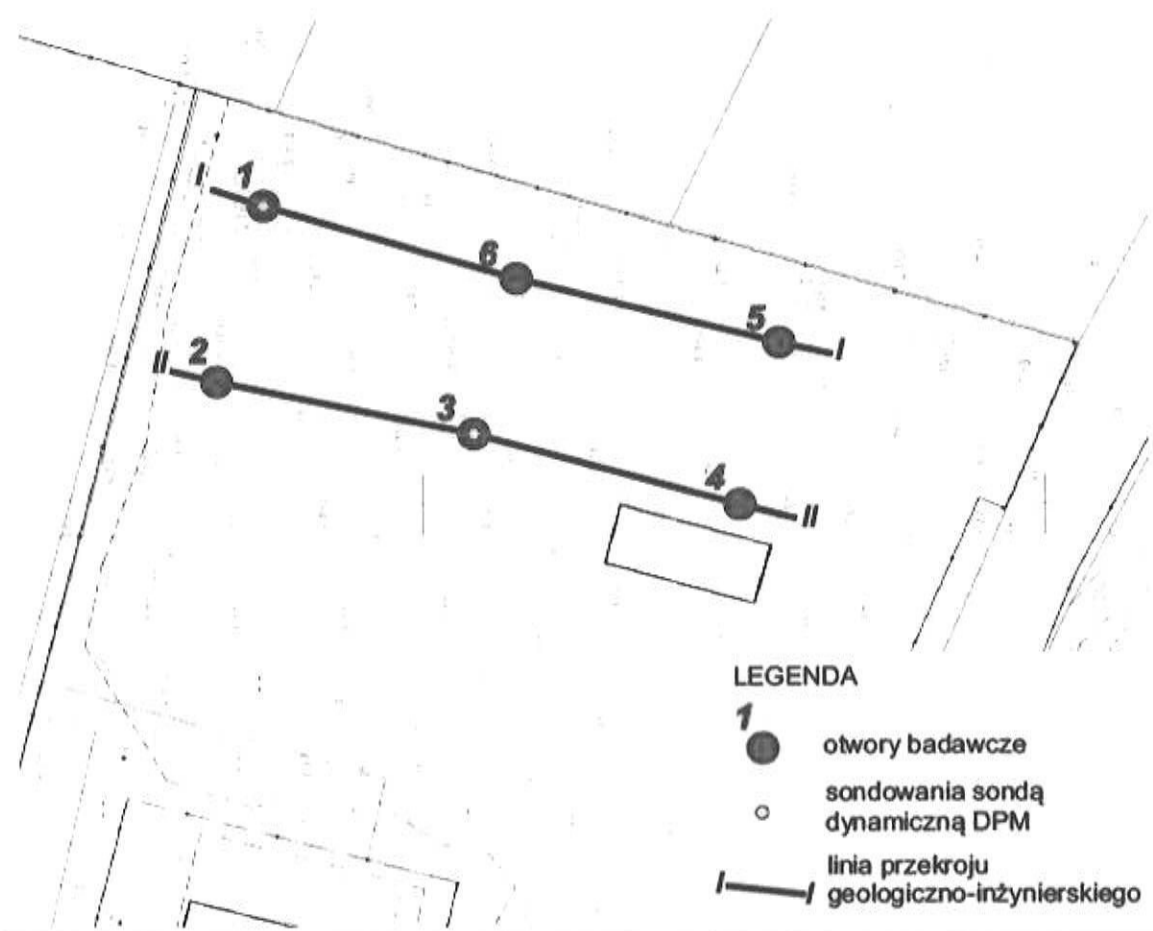 I 1
6
5 I
II 2
3
4 II
LEGENDA
1
otwory badawcze
sondowania sondą
dynamiczną DPM
linia przekroju
geologiczno-inżynierskiego